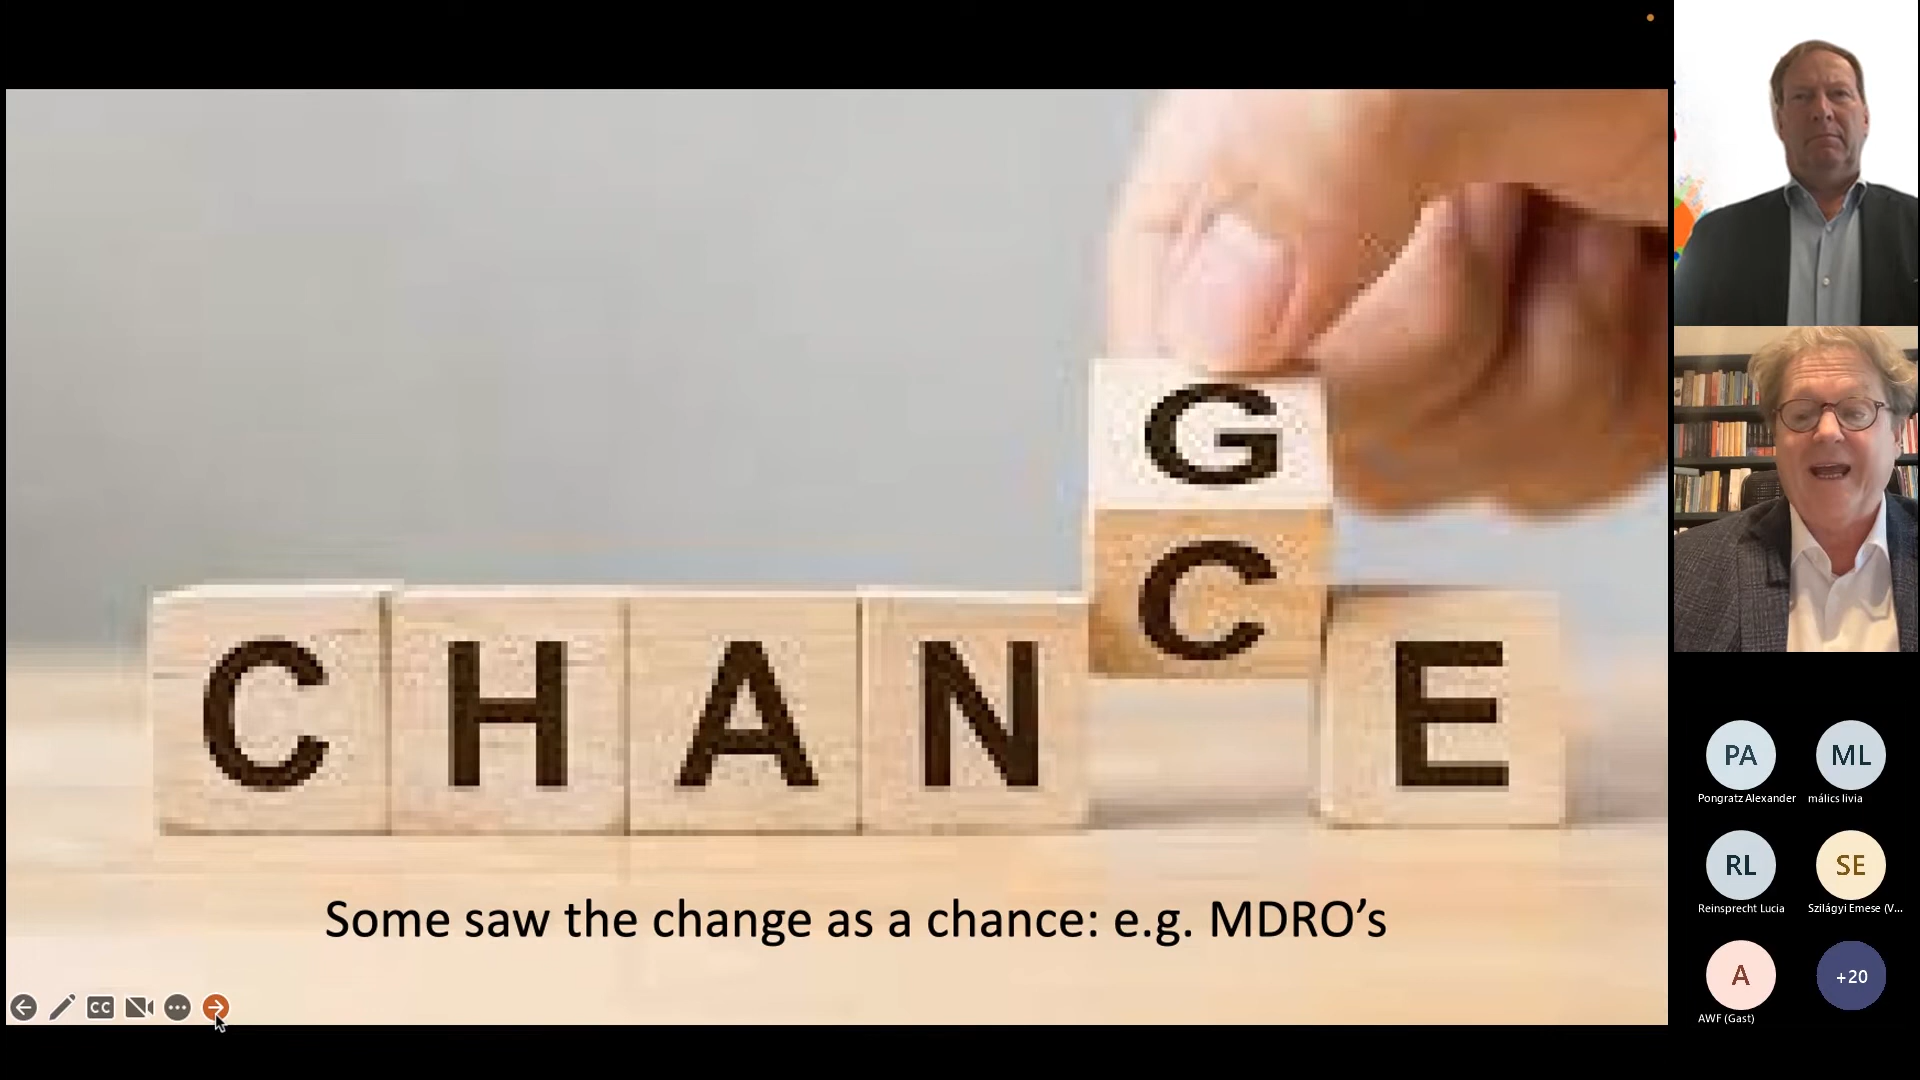 G
CHANCE
Some saw the change as a chance: e.g. MDRO’s
CC
PA
Pongratz Alexander
ML
málics livia
RL
Reinsprecht Lucia
SE
Szilágyi Emese (V...
A
AWF (Gast)
+20